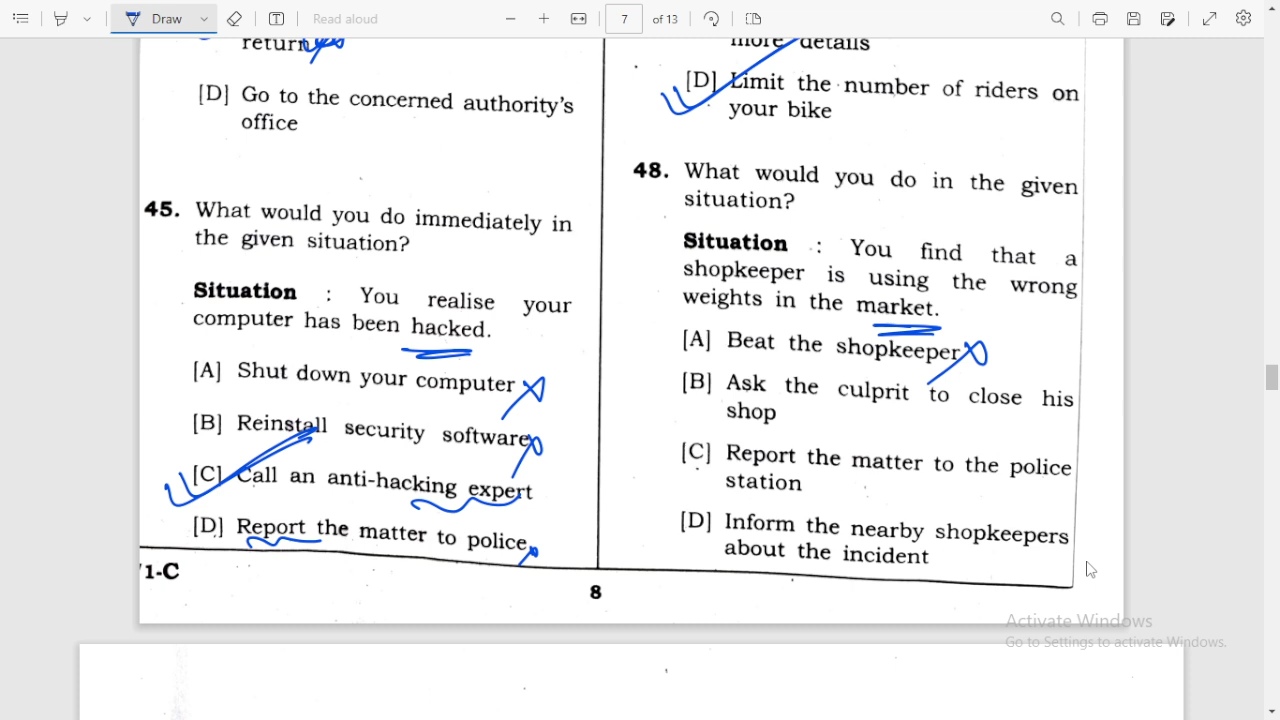 Draw
Read aloud
7 of 13
return
[D] Go to the concerned authority's
office
45. What would you do immediately in
the given situation?
Situation : You realise your
computer has been hacked.
[A] Shut down your computer
[B] Reinstall security software
[C] Call an anti-hacking expert
[D] Report the matter to police
/1-C
more details
[D] Limit the number of riders on
your bike
48. What would you do in the given
situation?
Situation : You find that a
shopkeeper is using the wrong
weights in the market.
[A] Beat the shopkeeper
[B] Ask the culprit to close his
shop
[C] Report the matter to the police
station
[D] Inform the nearby shopkeepers
about the incident
8
Activate Windows
Go to Settings to activate Windows.